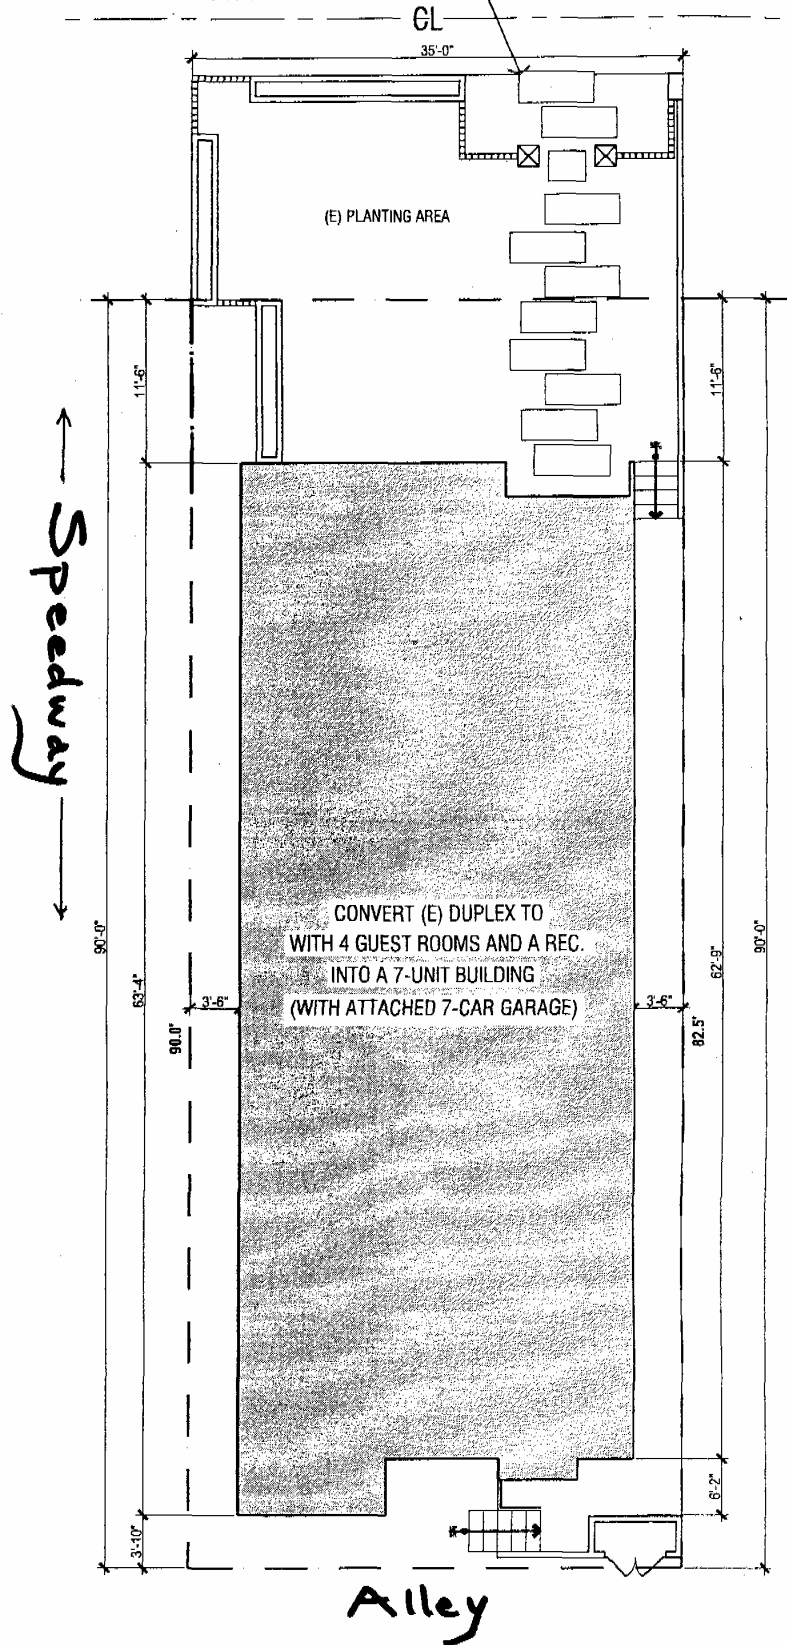 CL
35'-0"
(E) PLANTING AREA
11'-6"
11'-6"
← Speedway →
CONVERT (E) DUPLEX TO
WITH 4 GUEST ROOMS AND A REC.
INTO A 7-UNIT BUILDING
(WITH ATTACHED 7-CAR GARAGE)
90'-0"
63'-4"
3'-6"
90.0'
3'-6"
82.5'
62'-9"
90'-0"
6'-2"
3'-10"
Alley